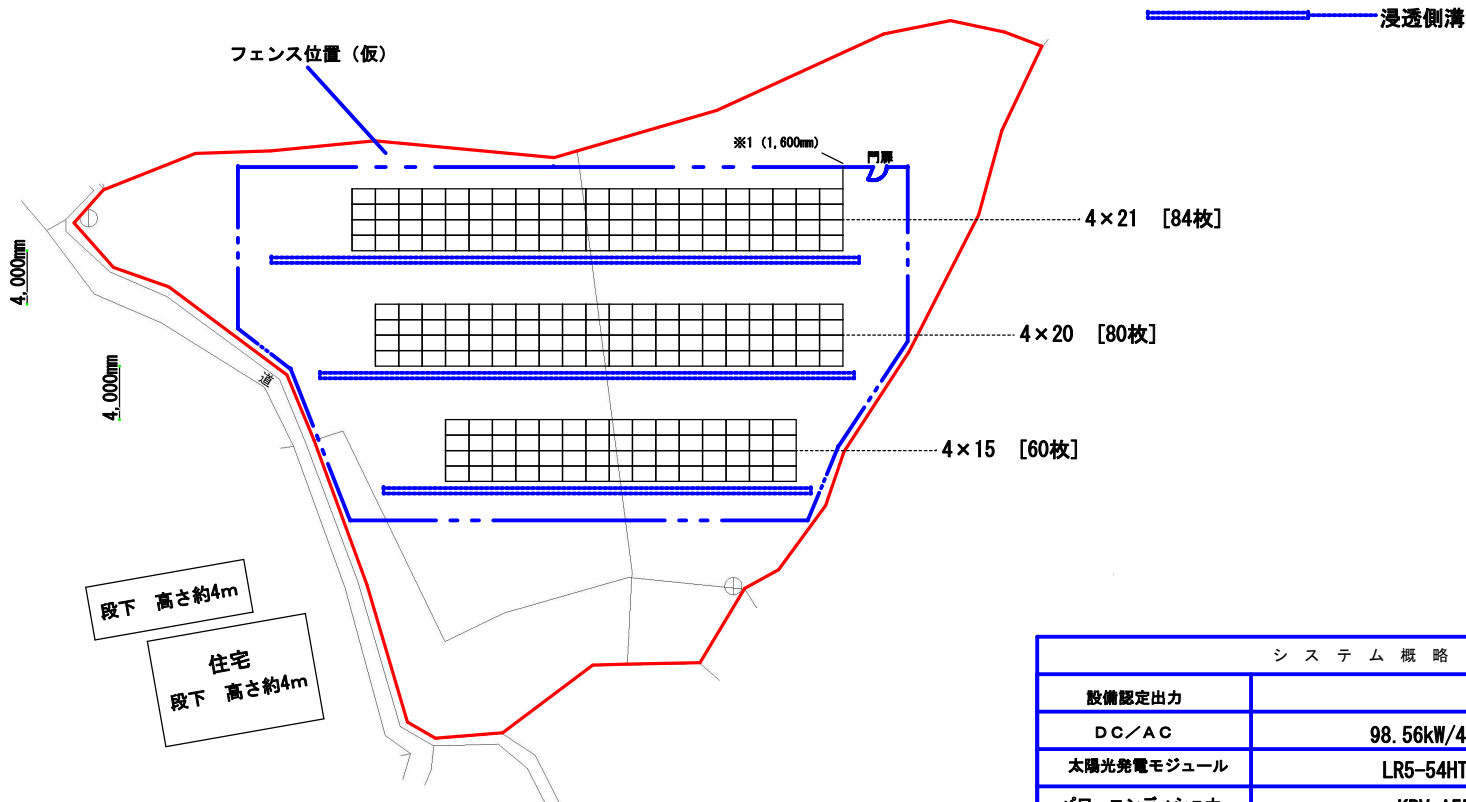 浸透側溝
フェンス位置（仮）
※1（1,600mm）
門扉
4×21 [84枚]
4,000mm
4×20 [80枚]
4,000mm
道
4×15 [60枚]
段下 高さ約4m
住宅
段下 高さ約4m
システム概略
設備認定出力
DC／AC 98.56kW/4
太陽光発電モジュール LR5-54HT